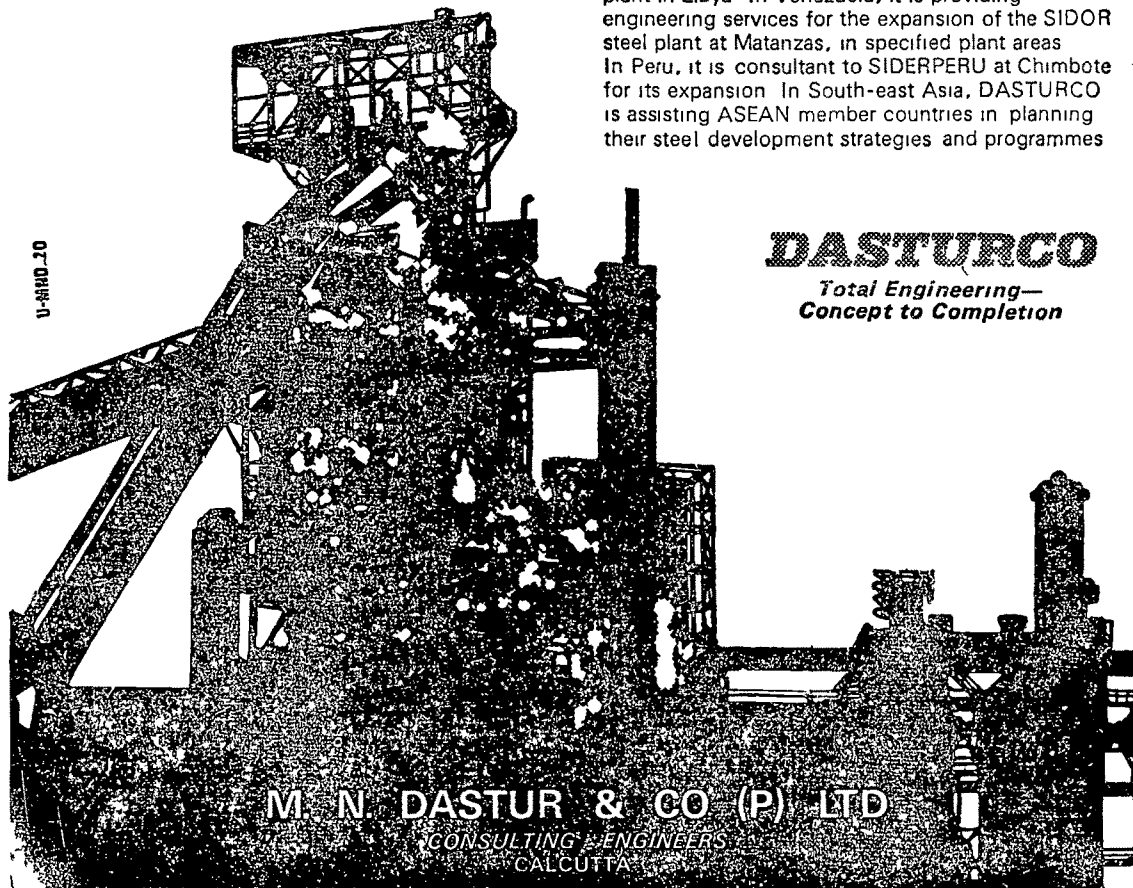 engineering services for the expansion of the SIDOR
steel plant at Matanzas, in specified plant areas
In Peru, it is consultant to SIDERPERU at Chimbote
for its expansion In South-east Asia, DASTURCO
is assisting ASEAN member countries in planning
their steel development strategies and programmes
DASTURCO
Total Engineering—
Concept to Completion
M. N. DASTUR & CO (P) LTD
CONSULTING ENGINEERS
CALCUTTA